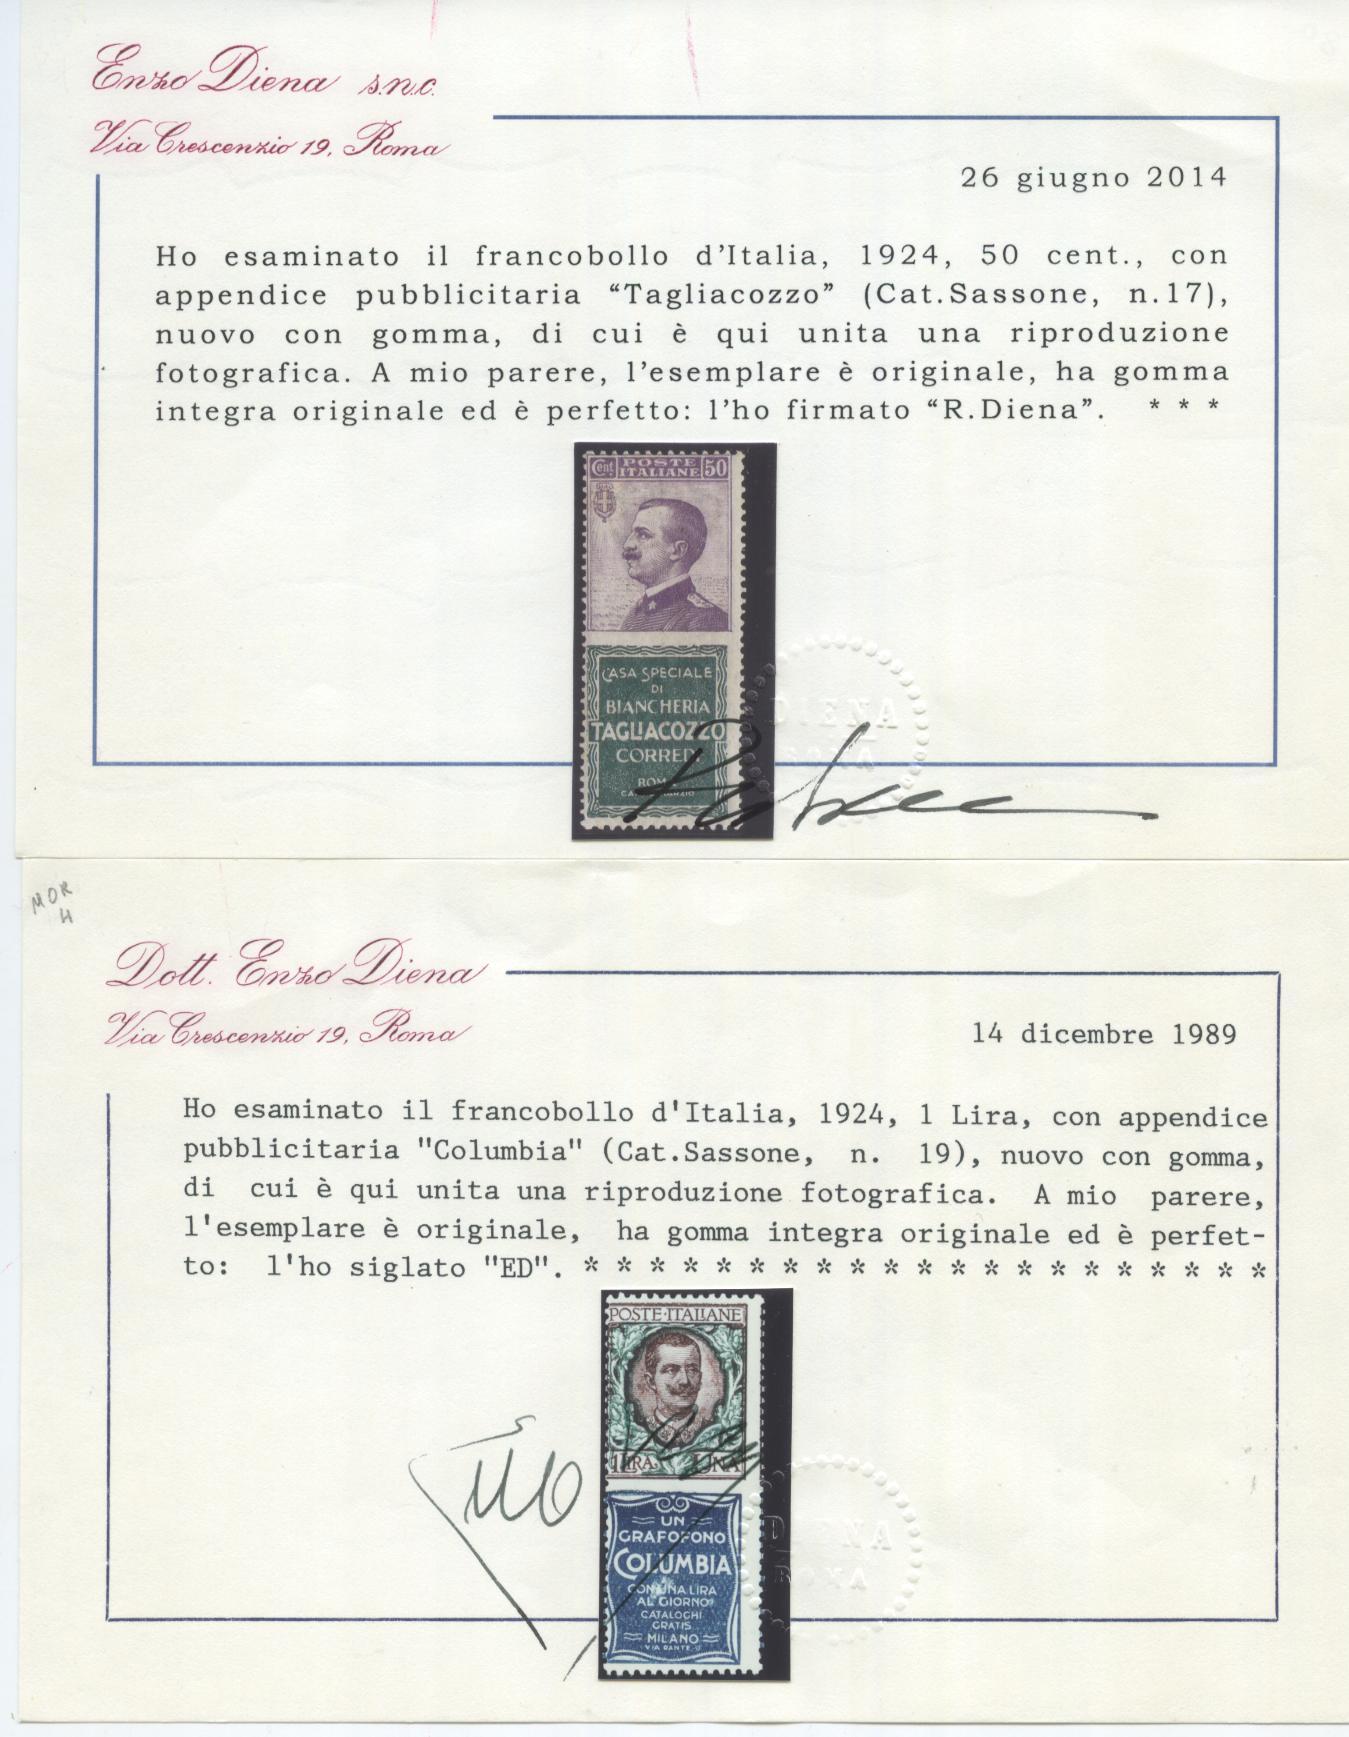 Enzo Diena s.n.c.
Via Crescenzio 19, Roma
26 giugno 2014
Ho esaminato il francobollo d'Italia, 1924, 50 cent., con
appendice pubblicitaria “Tagliacozzo” (Cat.Sassone, n.17),
nuovo con gomma, di cui è qui unita una riproduzione
fotografica. A mio parere, l'esemplare è originale, ha gomma
integra originale ed è perfetto: l'ho firmato “R.Diena”. * * *
Cent. POSTE ITALIANE 50
CASA SPECIALE
DI
BIANCHERIA
TAGLIACOZZO
CORREDI
ROMA
DIENA
ROMA
MOR
H
Dott. Enzo Diena
Via Crescenzio 19, Roma
14 dicembre 1989
Ho esaminato il francobollo d'Italia, 1924, 1 Lira, con appendice
pubblicitaria "Columbia" (Cat.Sassone, n. 19), nuovo con gomma,
di cui è qui unita una riproduzione fotografica. A mio parere,
l'esemplare è originale, ha gomma integra originale ed è perfet-
to: l'ho siglato "ED". * * * * * * * * * * * * * * * * * * * * *
POSTE·ITALIANE
1 LIRA UNA
UN
GRAFOFONO
COLUMBIA
CON UNA LIRA
AL GIORNO
CATALOGHI
GRATIS
MILANO
VIA DANTE
DIENA
ROMA